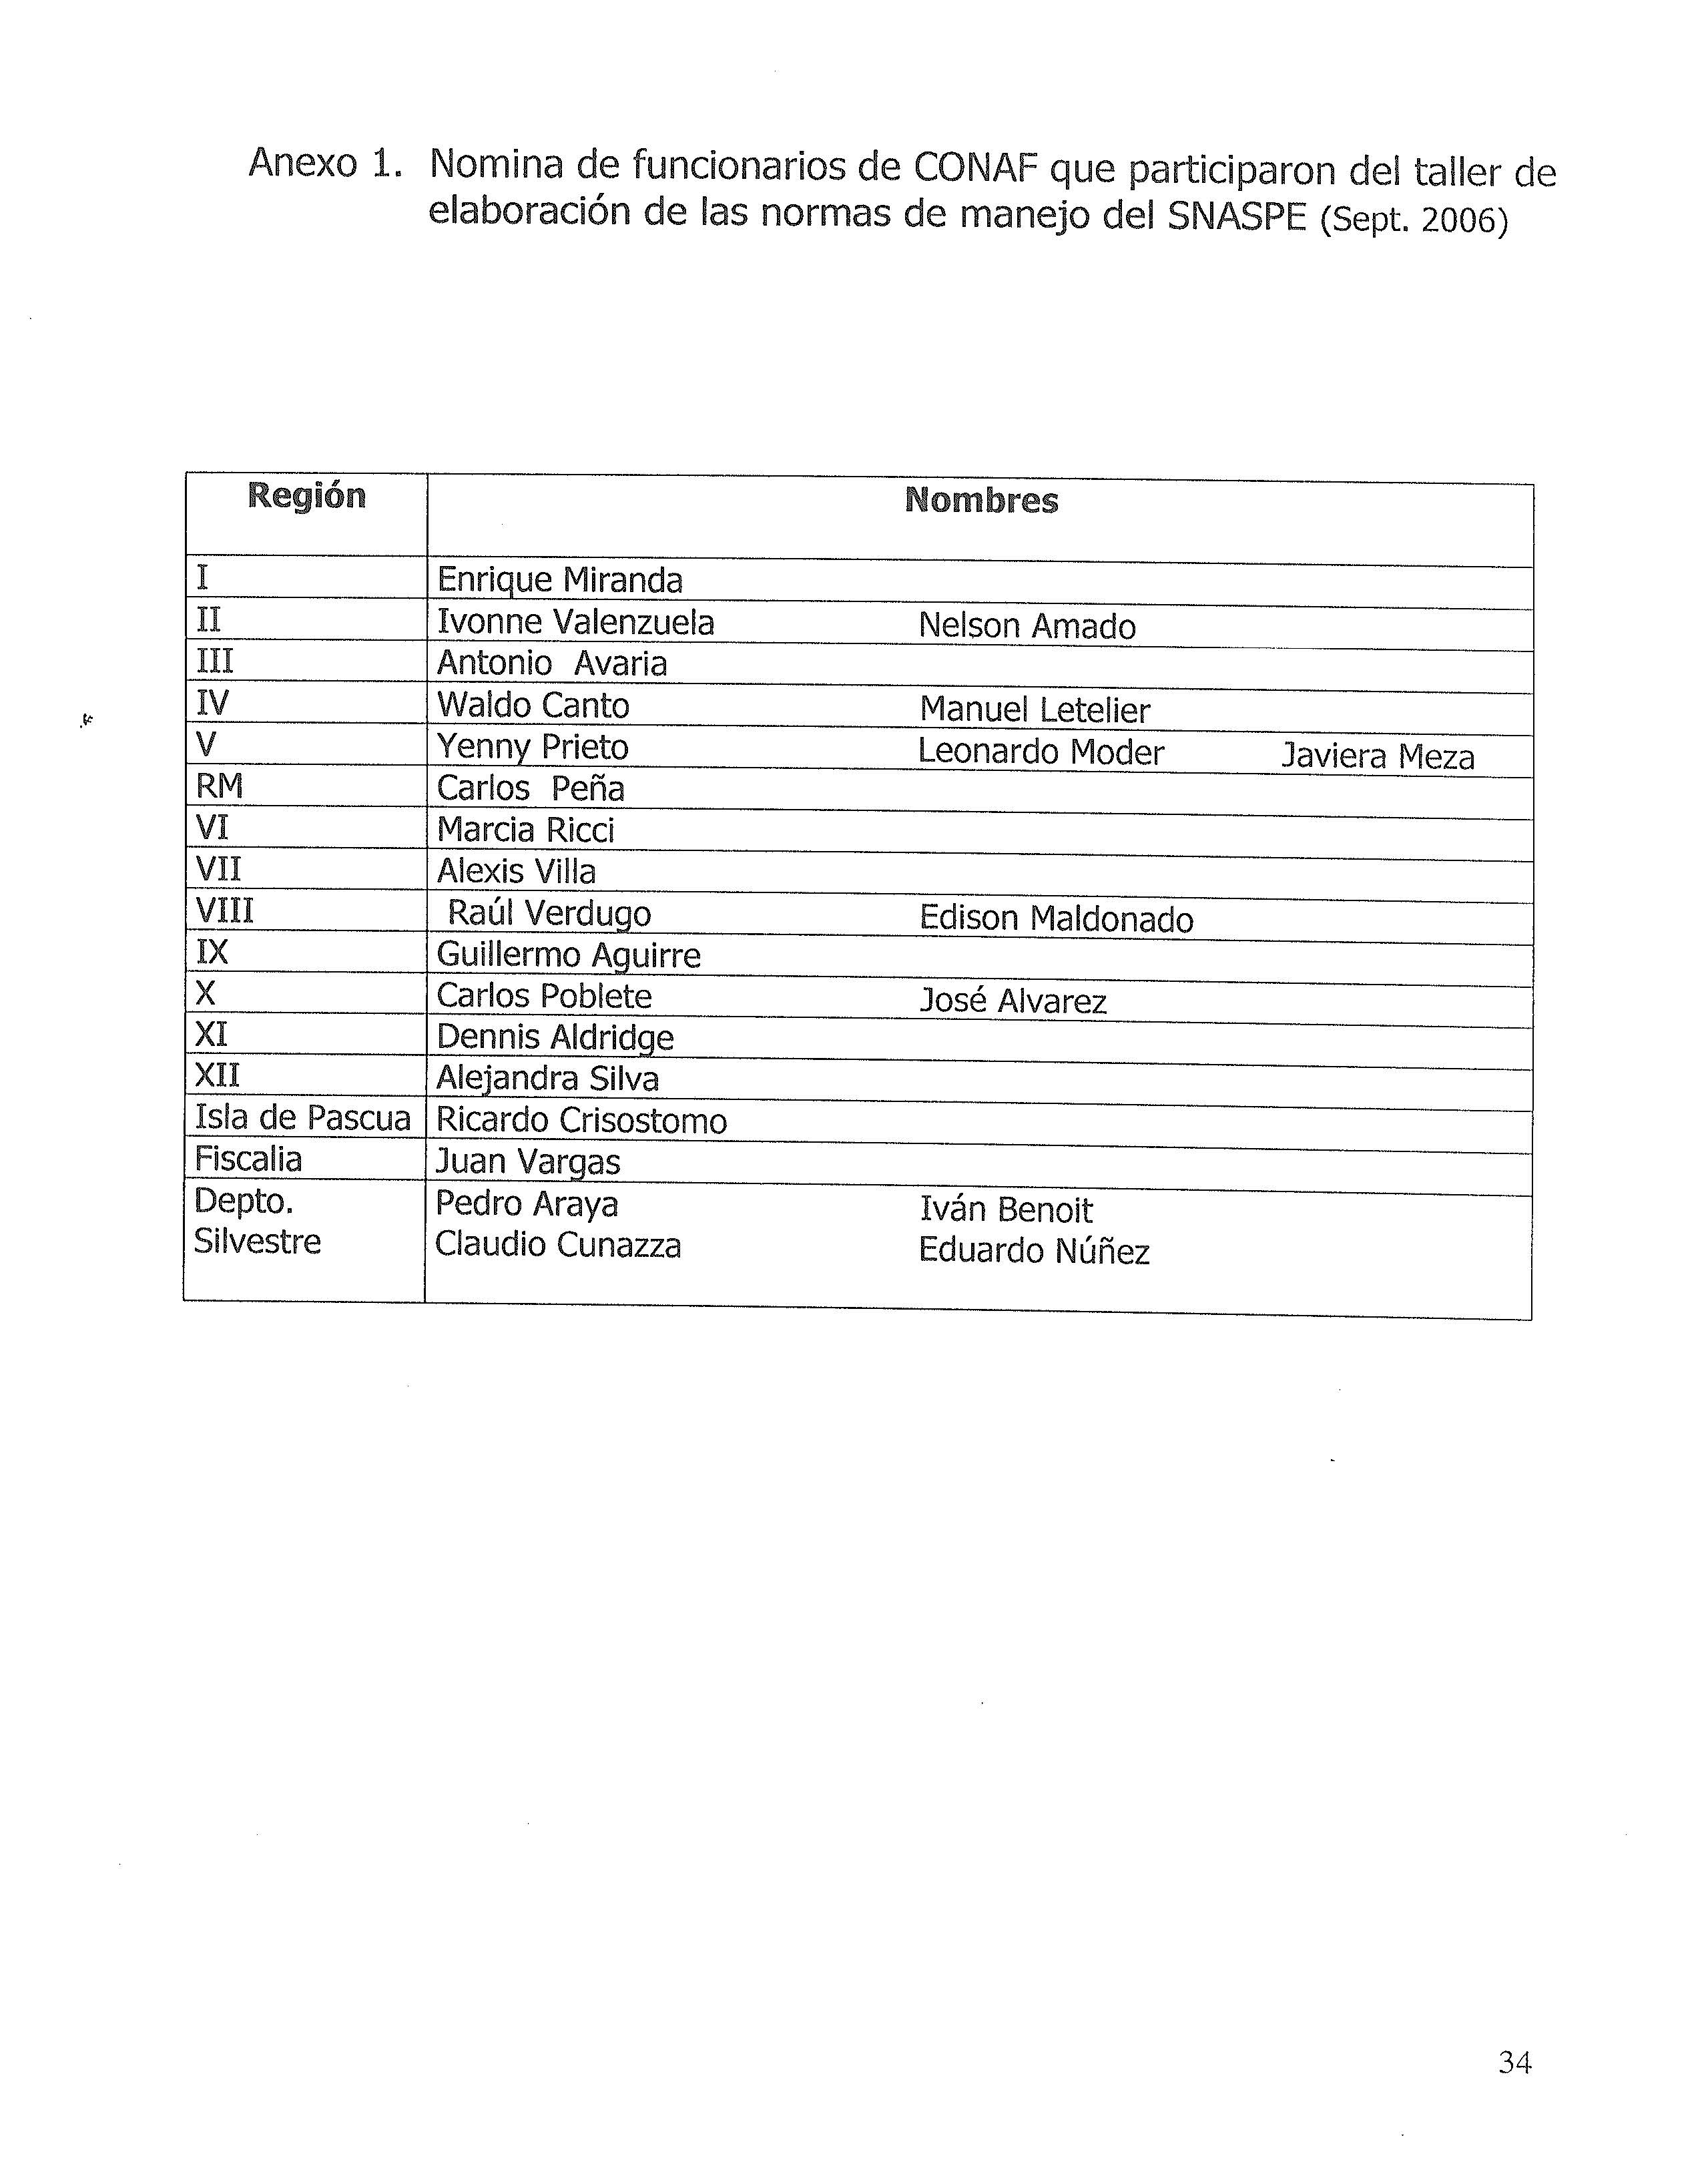 Anexo 1. Nomina de funcionarios de CONAF que participaron del taller de
elaboración de las normas de manejo del SNASPE (Sept. 2006)
Región Nombres
I Enrique Miranda
II Ivonne Valenzuela Nelson Amado
III Antonio Avaria
IV Waldo Canto Manuel Letelier
V Yenny Prieto Leonardo Moder Javiera Meza
RM Carlos Peña
VI Marcia Ricci
VII Alexis Villa
VIII Raúl Verdugo Edison Maldonado
IX Guillermo Aguirre
X Carlos Poblete José Alvarez
XI Dennis Aldridge
XII Alejandra Silva
Isla de Pascua Ricardo Crisostomo
Fiscalia Juan Vargas
Depto. Pedro Araya Iván Benoit
Silvestre Claudio Cunazza Eduardo Núñez
34